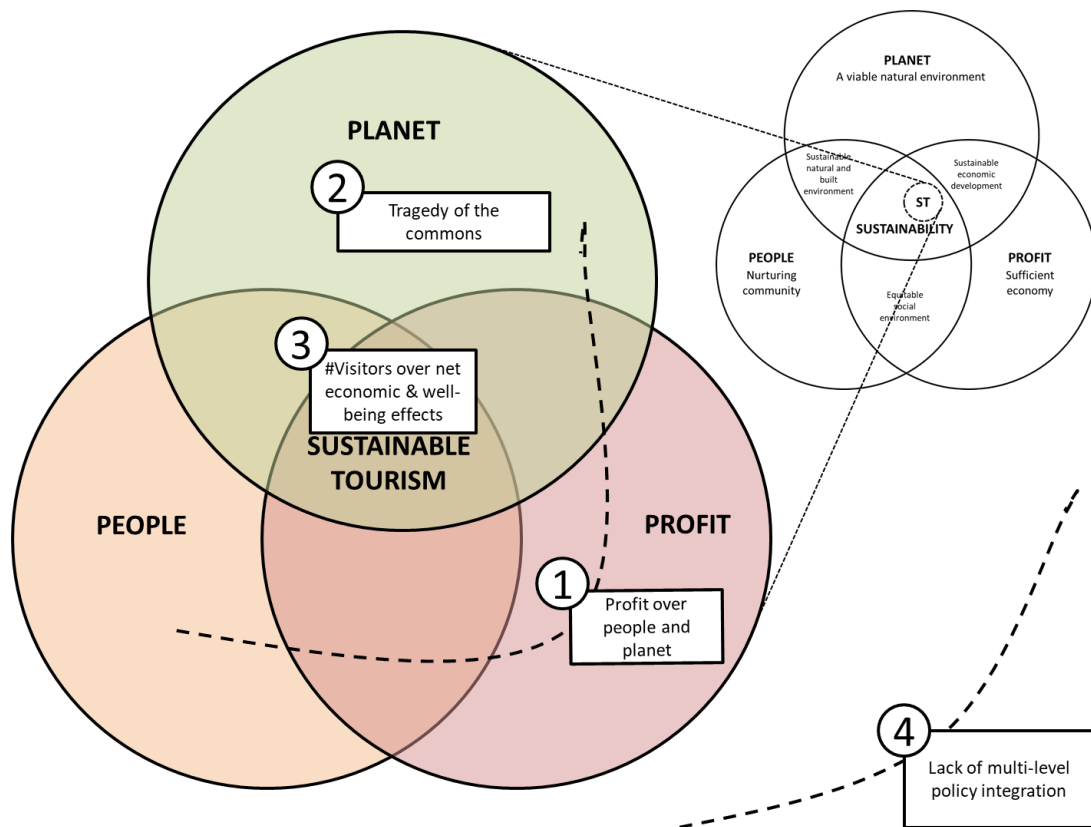 PLANET
2
Tragedy of the
commons
3
#Visitors over net
economic & well-
being effects
SUSTAINABLE
TOURISM
PEOPLE
PROFIT
1
Profit over
people and
planet
PLANET
A viable natural environment
Sustainable
natural and
built
environment
Sustainable
economic
development
ST
SUSTAINABILITY
PEOPLE
Nurturing
community
PROFIT
Sufficient
economy
Equitable
social
environment
4
Lack of multi-level
policy integration